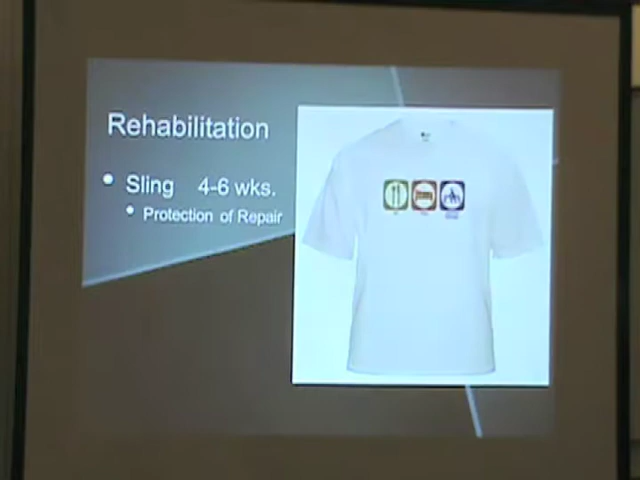 Rehabilitation
• Sling 4-6 wks.
• Protection of Repair